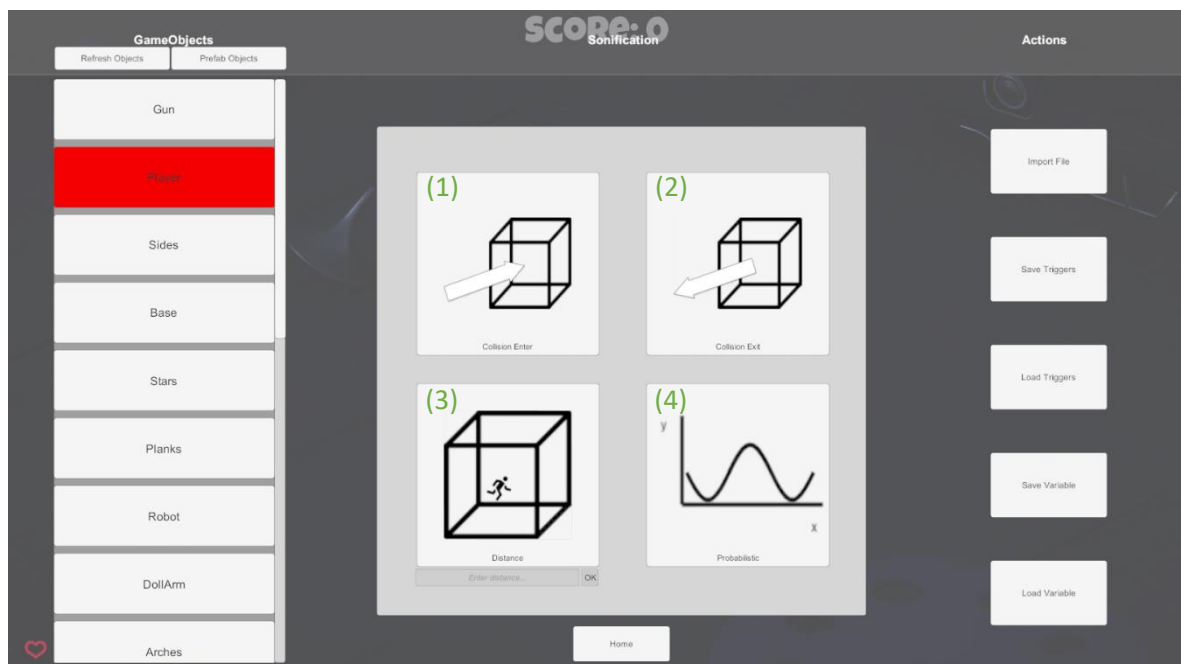 SCORE: 0
GameObjects
Sonification
Actions
Refresh Objects
Prefab Objects
Gun
Player
Sides
Base
Stars
Planks
Robot
DollArm
Arches
(1)
Collision Enter
(2)
Collision Exit
(3)
Distance
Enter distance...
OK
(4)
y
x
Probabilistic
Home
Import File
Save Triggers
Load Triggers
Save Variable
Load Variable